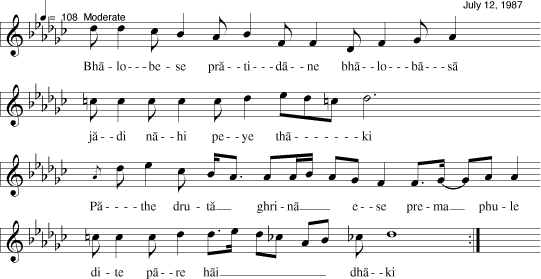 July 12, 1987
= 108 Moderate
Bhā - lo - - - be - se pră - - ti - - dā - ne bhā - - lo - - - bā - - sā
jā - - di nā - - hi pe - - ye thā - - - - - - - ki
Pā - - - - the dru - tā ghri - nā e - - se pre - ma phu - le
di - te pā - - re hāi dhā - - ki